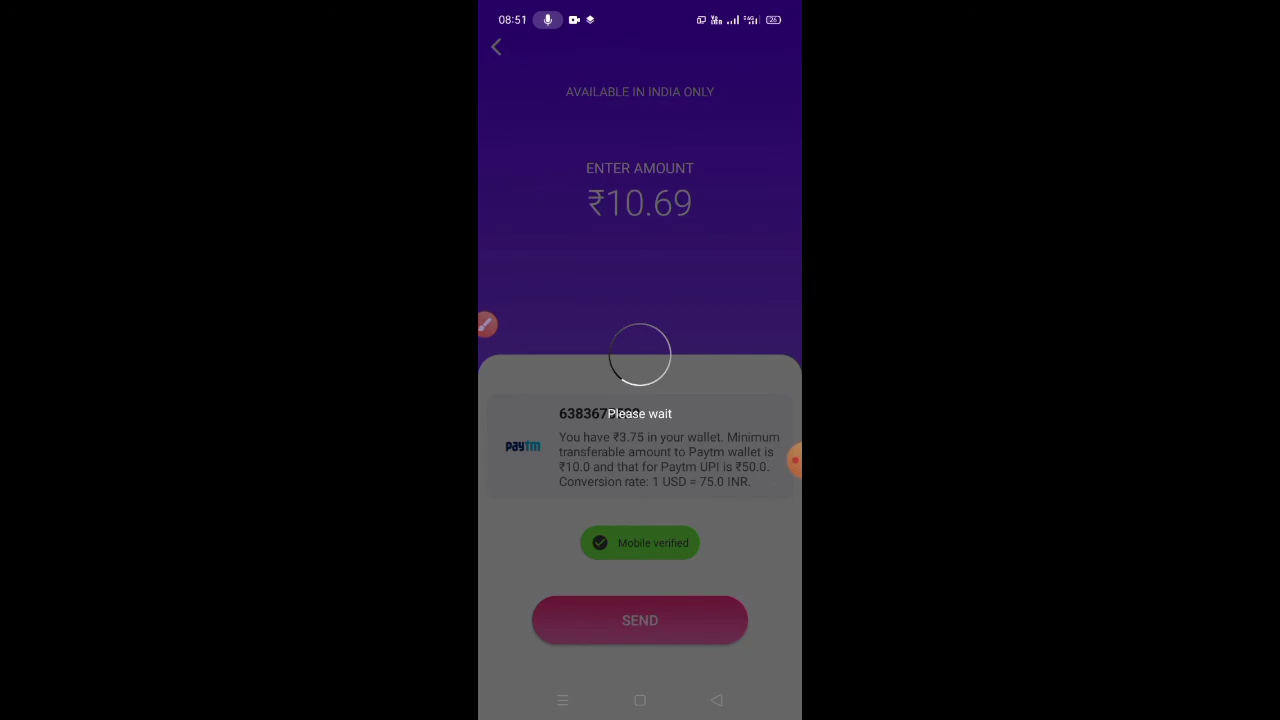 08:51
26
AVAILABLE IN INDIA ONLY
ENTER AMOUNT
₹10.69
Please wait
paytm
You have ₹3.75 in your wallet. Minimum
transferable amount to Paytm wallet is
₹10.0 and that for Paytm UPI is ₹50.0.
Conversion rate: 1 USD = 75.0 INR.
Mobile verified
SEND